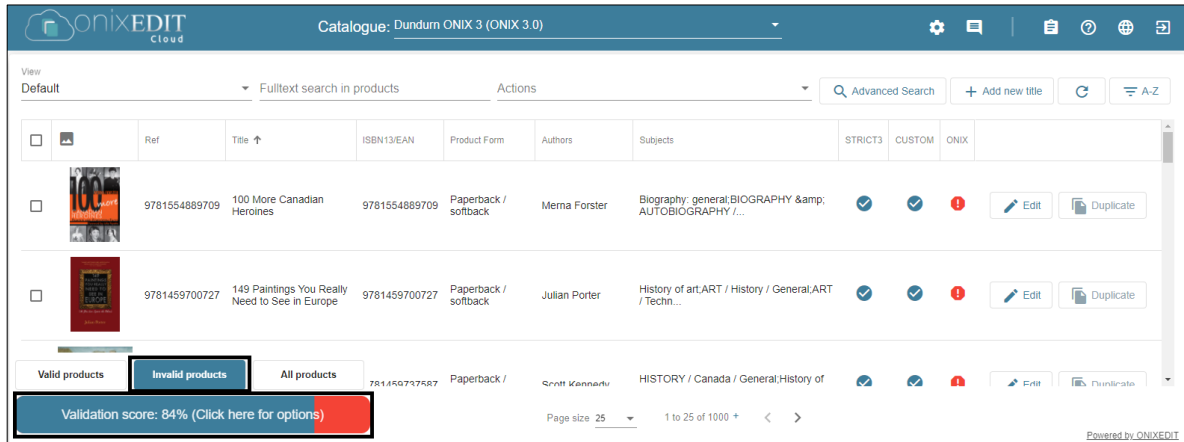 ONIXEDIT
Cloud
Catalogue: Dundurn ONIX 3 (ONIX 3.0)
View
Default
Fulltext search in products
Actions
Advanced Search
+ Add new title
A-Z
Ref
Title ↑
ISBN13/EAN
Product Form
Authors
Subjects
STRICT3
CUSTOM
ONIX
100
more
9781554889709
100 More Canadian
Heroines
9781554889709
Paperback /
softback
Merna Forster
Biography: general;BIOGRAPHY &amp;
AUTOBIOGRAPHY /...
Edit
Duplicate
9781459700727
149 Paintings You Really
Need to See in Europe
9781459700727
Paperback /
softback
Julian Porter
History of art;ART / History / General;ART
/ Techn...
Edit
Duplicate
9781459737587
Paperback /
Scott Kennedy
HISTORY / Canada / General;History of
Edit
Duplicate
Valid products
Invalid products
All products
Validation score: 84% (Click here for options)
Page size 25
1 to 25 of 1000 +
<
>
Powered by ONIXEDIT